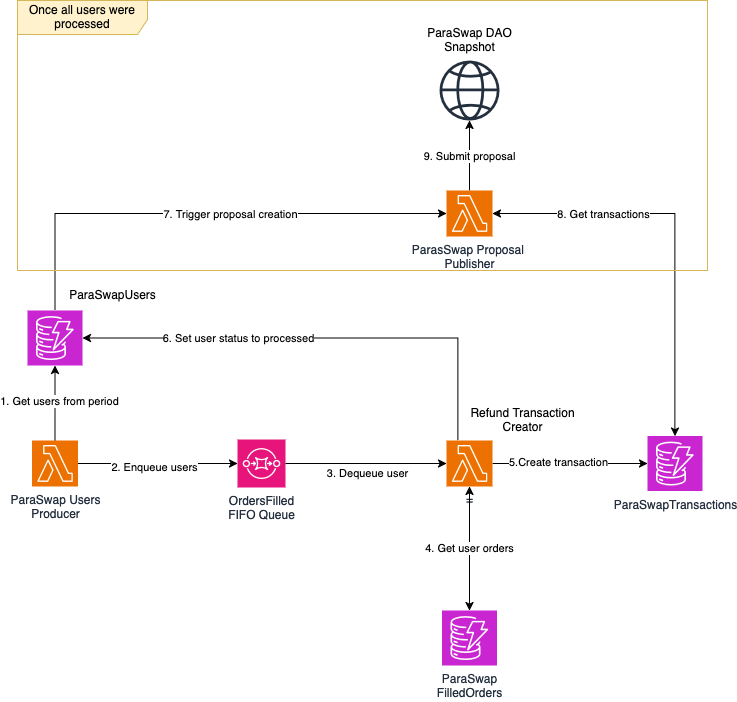 Once all users were
processed
ParaSwap DAO
Snapshot
9. Submit proposal
7. Trigger proposal creation
8. Get transactions
ParasSwap Proposal
Publisher
ParaSwapUsers
6. Set user status to processed
1. Get users from period
Refund Transaction
Creator
2. Enqueue users
3. Dequeue user
5.Create transaction
ParaSwap Users
Producer
OrdersFilled
FIFO Queue
ParaSwapTransactions
4. Get user orders
ParaSwap
FilledOrders